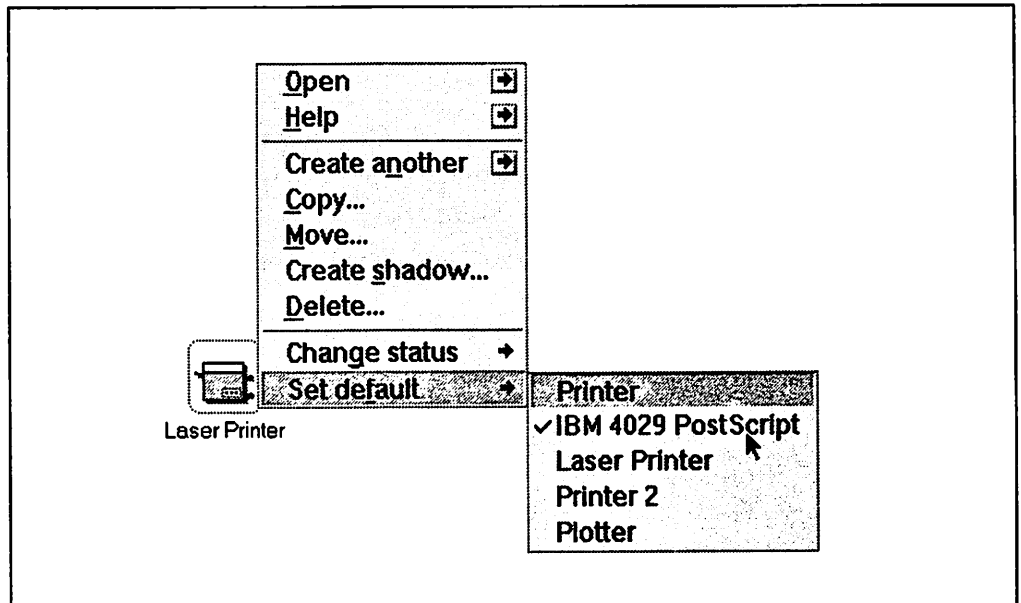 Open
Help
Create another
Copy...
Move...
Create shadow...
Delete...
Change status
Set default
Laser Printer
Printer
IBM 4029 PostScript
Laser Printer
Printer 2
Plotter